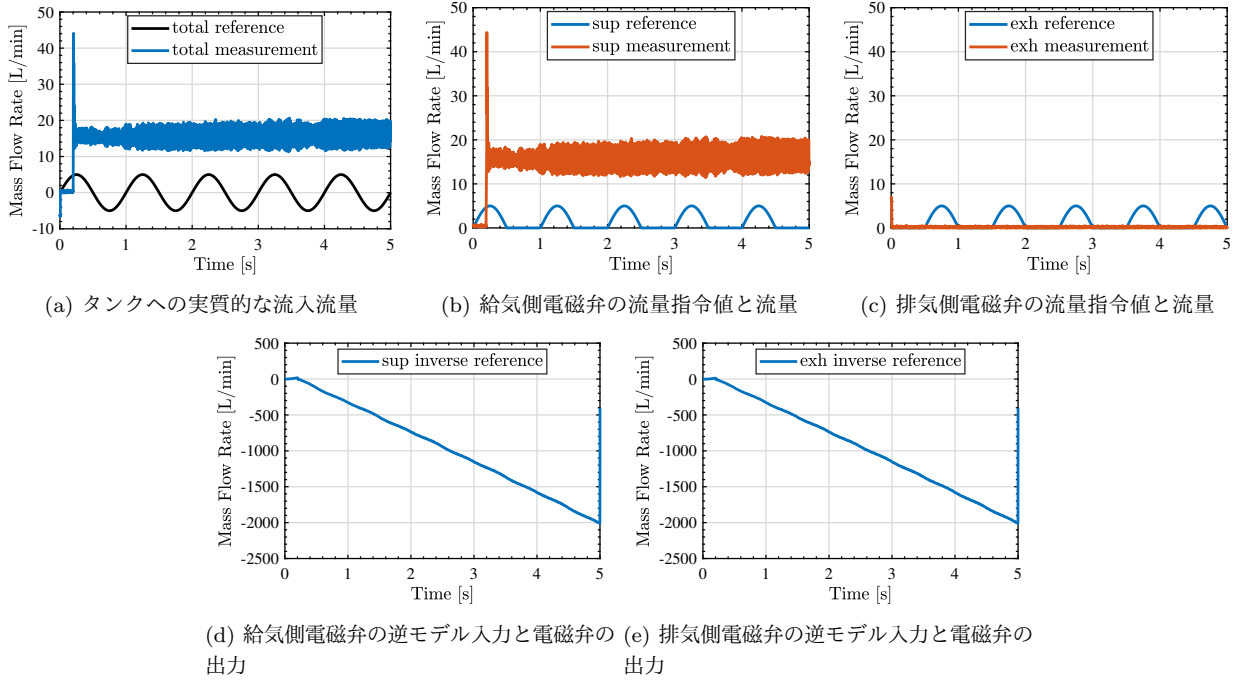 total reference
total measurement
Mass Flow Rate [L/min]
50
40
30
20
10
0
-10
0
1
2
3
4
5
Time [s]
(a) タンクへの実質的な流入流量
sup reference
sup measurement
Mass Flow Rate [L/min]
50
40
30
20
10
0
0
1
2
3
4
5
Time [s]
(b) 給気側電磁弁の流量指令値と流量
exh reference
exh measurement
Mass Flow Rate [L/min]
50
40
30
20
10
0
0
1
2
3
4
5
Time [s]
(c) 排気側電磁弁の流量指令値と流量
sup inverse reference
Mass Flow Rate [L/min]
500
0
-500
-1000
-1500
-2000
-2500
0
1
2
3
4
5
Time [s]
(d) 給気側電磁弁の逆モデル入力と電磁弁の
出力
exh inverse reference
Mass Flow Rate [L/min]
500
0
-500
-1000
-1500
-2000
-2500
0
1
2
3
4
5
Time [s]
(e) 排気側電磁弁の逆モデル入力と電磁弁の
出力